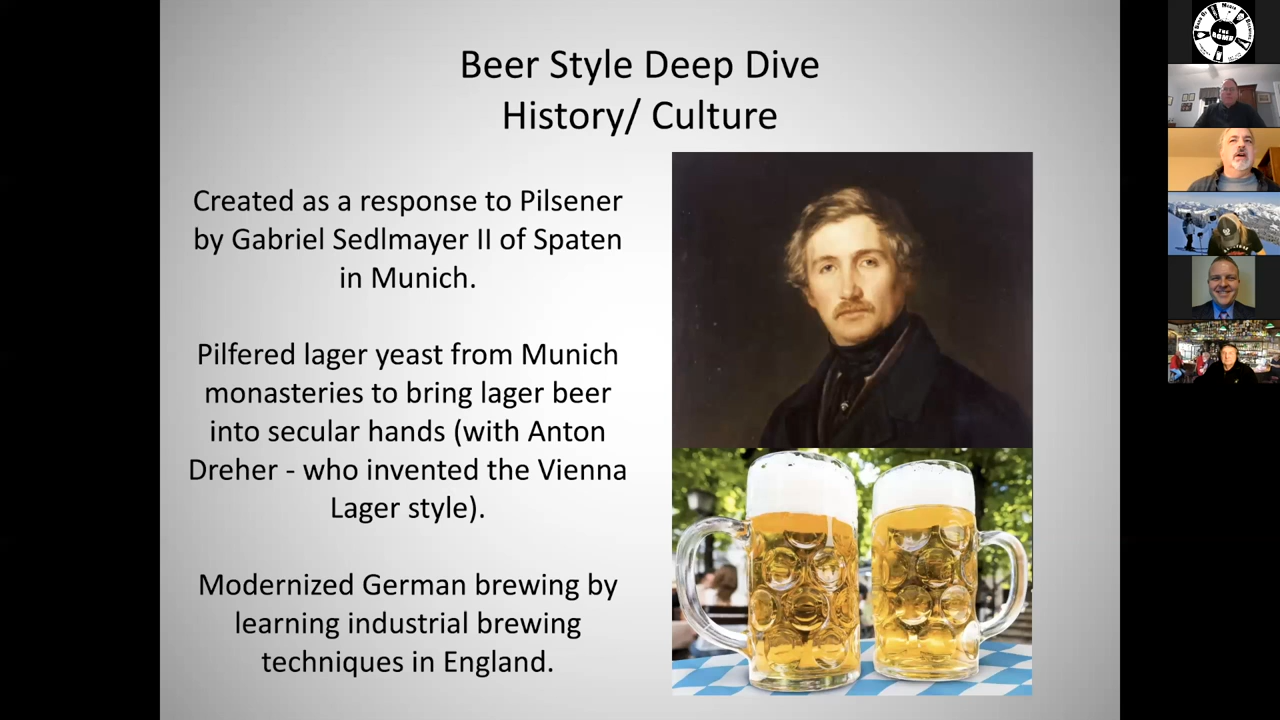 Beer Style Deep Dive
History/ Culture
Created as a response to Pilsener
by Gabriel Sedlmayer II of Spaten
in Munich.
Pilfered lager yeast from Munich
monasteries to bring lager beer
into secular hands (with Anton
Dreher - who invented the Vienna
Lager style).
Modernized German brewing by
learning industrial brewing
techniques in England.